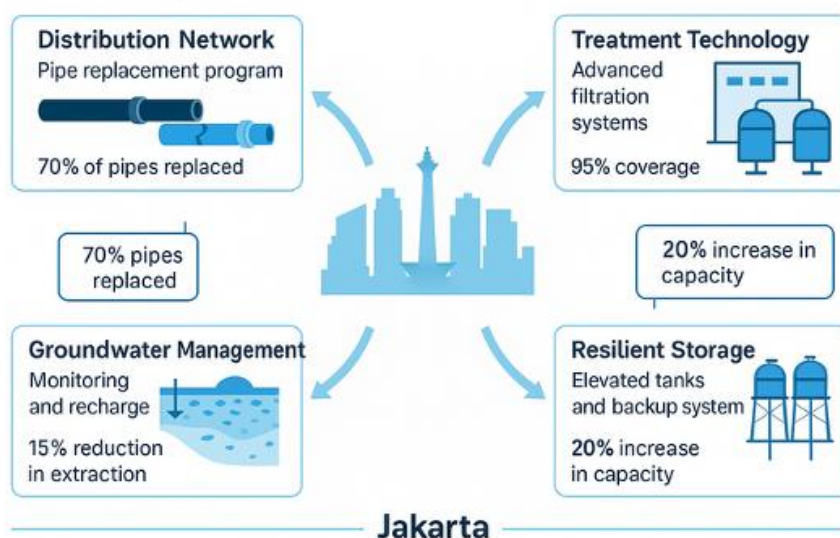 Distribution Network
Pipe replacement program
70% of pipes replaced
Treatment Technology
Advanced
filtration
systems
95% coverage
70% pipes
replaced
20% increase in
capacity
Groundwater Management
Monitoring
and recharge
15% reduction
in extraction
Resilient Storage
Elevated tanks
and backup system
20% increase
in capacity
Jakarta